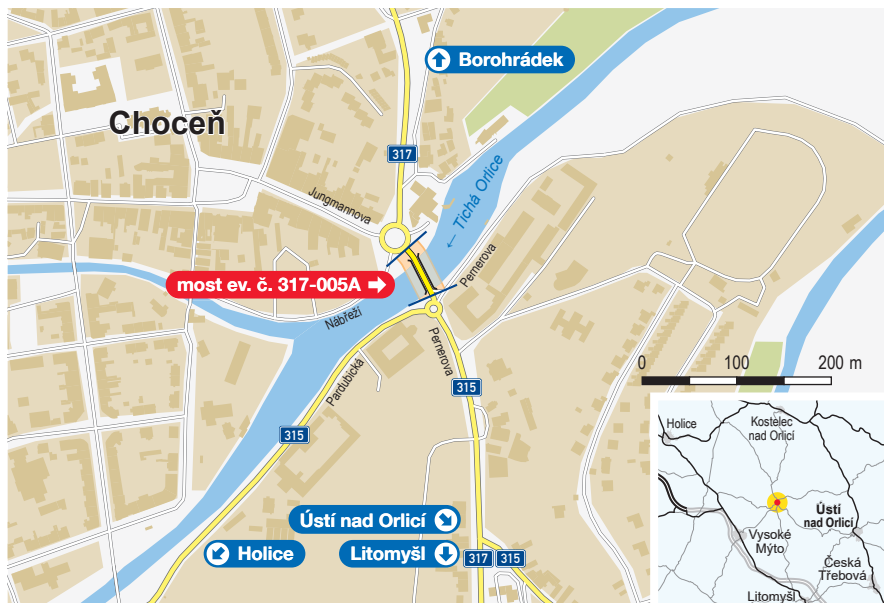 Borohrádek
Choceň
317
Jungmannova
← Tichá Orlice
Pernerova
most ev. č. 317-005A
Nábřeží
Pernerova
Pardubická
0 100 200 m
315
315
Holice
Kostelec
nad Orlicí
Ústí nad Orlicí
Ústí
nad Orlicí
Holice
Litomyšl
317 315
Vysoké
Mýto
Česká
Třebová
Litomyšl